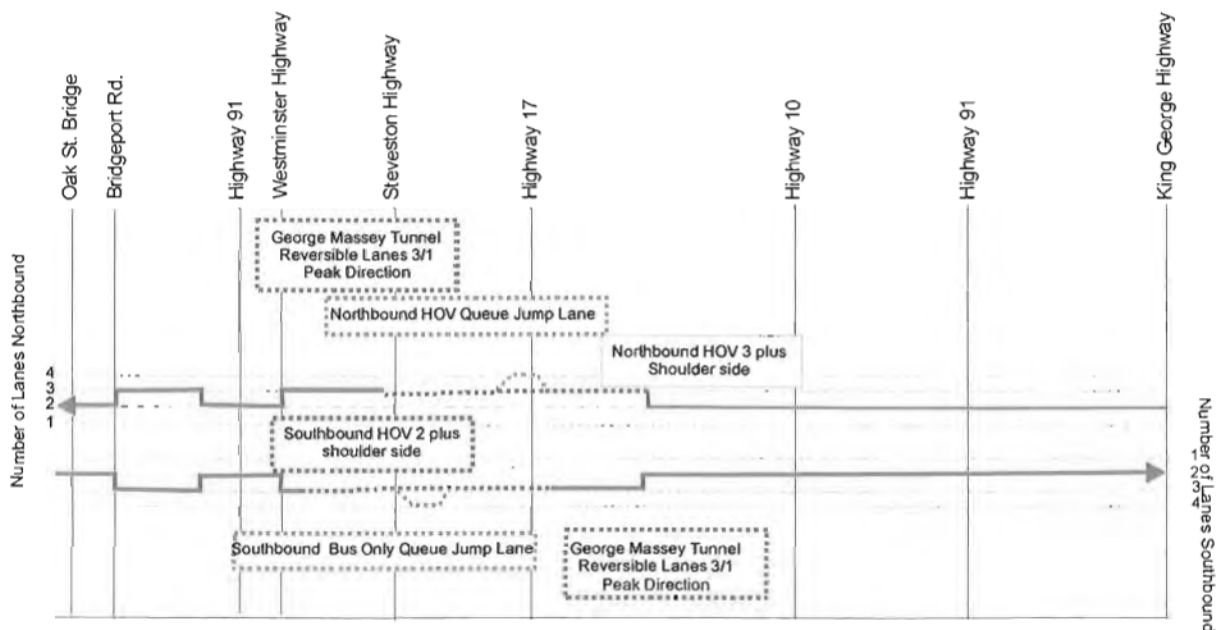 Oak St. Bridge
Bridgeport Rd.
Highway 91
Westminster Highway
Steveston Highway
Highway 17
Highway 10
Highway 91
King George Highway
George Massey Tunnel
Reversible Lanes 3/1
Peak Direction
Northbound HOV Queue Jump Lane
Northbound HOV 3 plus
Shoulder side
Number of Lanes Northbound
4
3
2
1
Southbound HOV 2 plus
shoulder side
Number of Lanes Southbound
1
2
3
4
Southbound Bus Only Queue Jump Lane
George Massey Tunnel
Reversible Lanes 3/1
Peak Direction